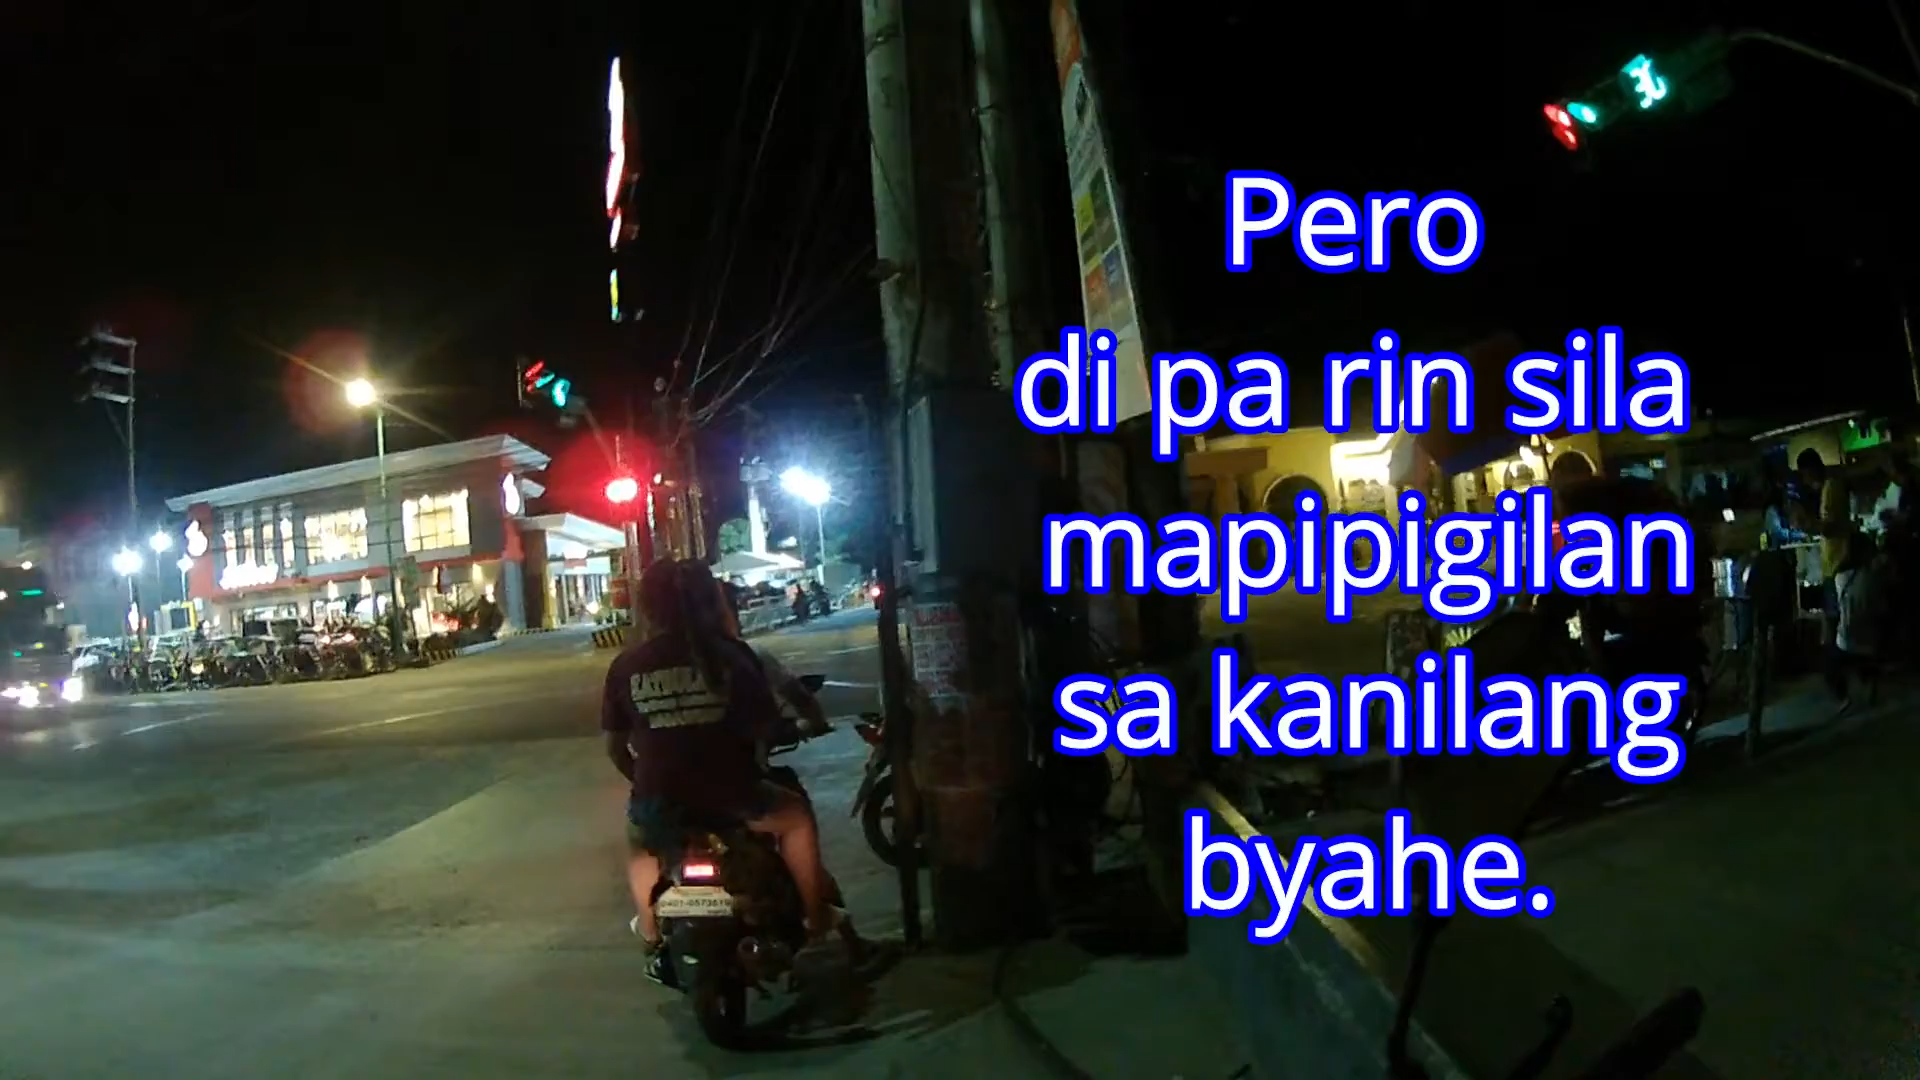 Pero
di pa rin sila
mapipigilan
sa kanilang
byahe.